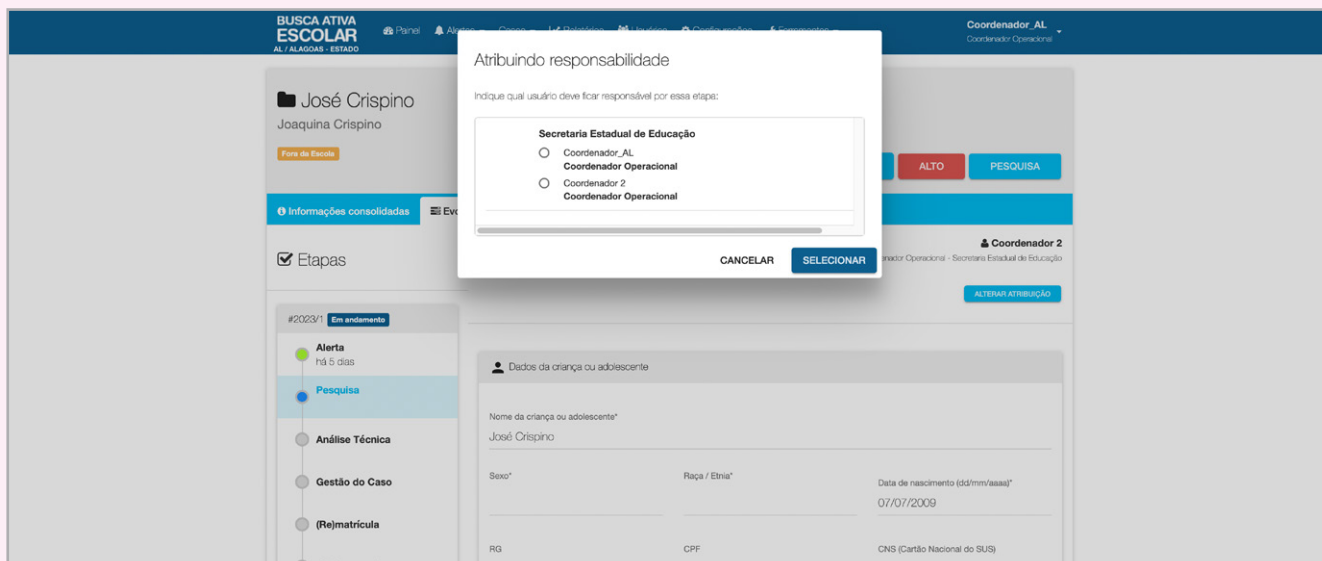 BUSCA ATIVA
ESCOLAR
AL / ALAGOAS - ESTADO
Painel
Coordenador_AL
Coordenador Operacional
José Crispino
Joaquina Crispino
Fora da Escola
ALTO
PESQUISA
Informações consolidadas
Atribuindo responsabilidade
Indique qual usuário deve ficar responsável por essa etapa:
Secretaria Estadual de Educação
Coordenador_AL
Coordenador Operacional
Coordenador 2
Coordenador Operacional
CANCELAR
SELECIONAR
Coordenador 2
Operacional - Secretaria Estadual de Educação
ALTERAR ATRIBUIÇÃO
Etapas
#2023/1 Em andamento
Alerta
há 5 dias
Pesquisa
Análise Técnica
Gestão do Caso
(Re)matrícula
Dados da criança ou adolescente
Nome da criança ou adolescente*
José Crispino
Sexo*
Raça / Etnia*
Data de nascimento (dd/mm/aaaa)*
07/07/2009
RG
CPF
CNS (Cartão Nacional do SUS)